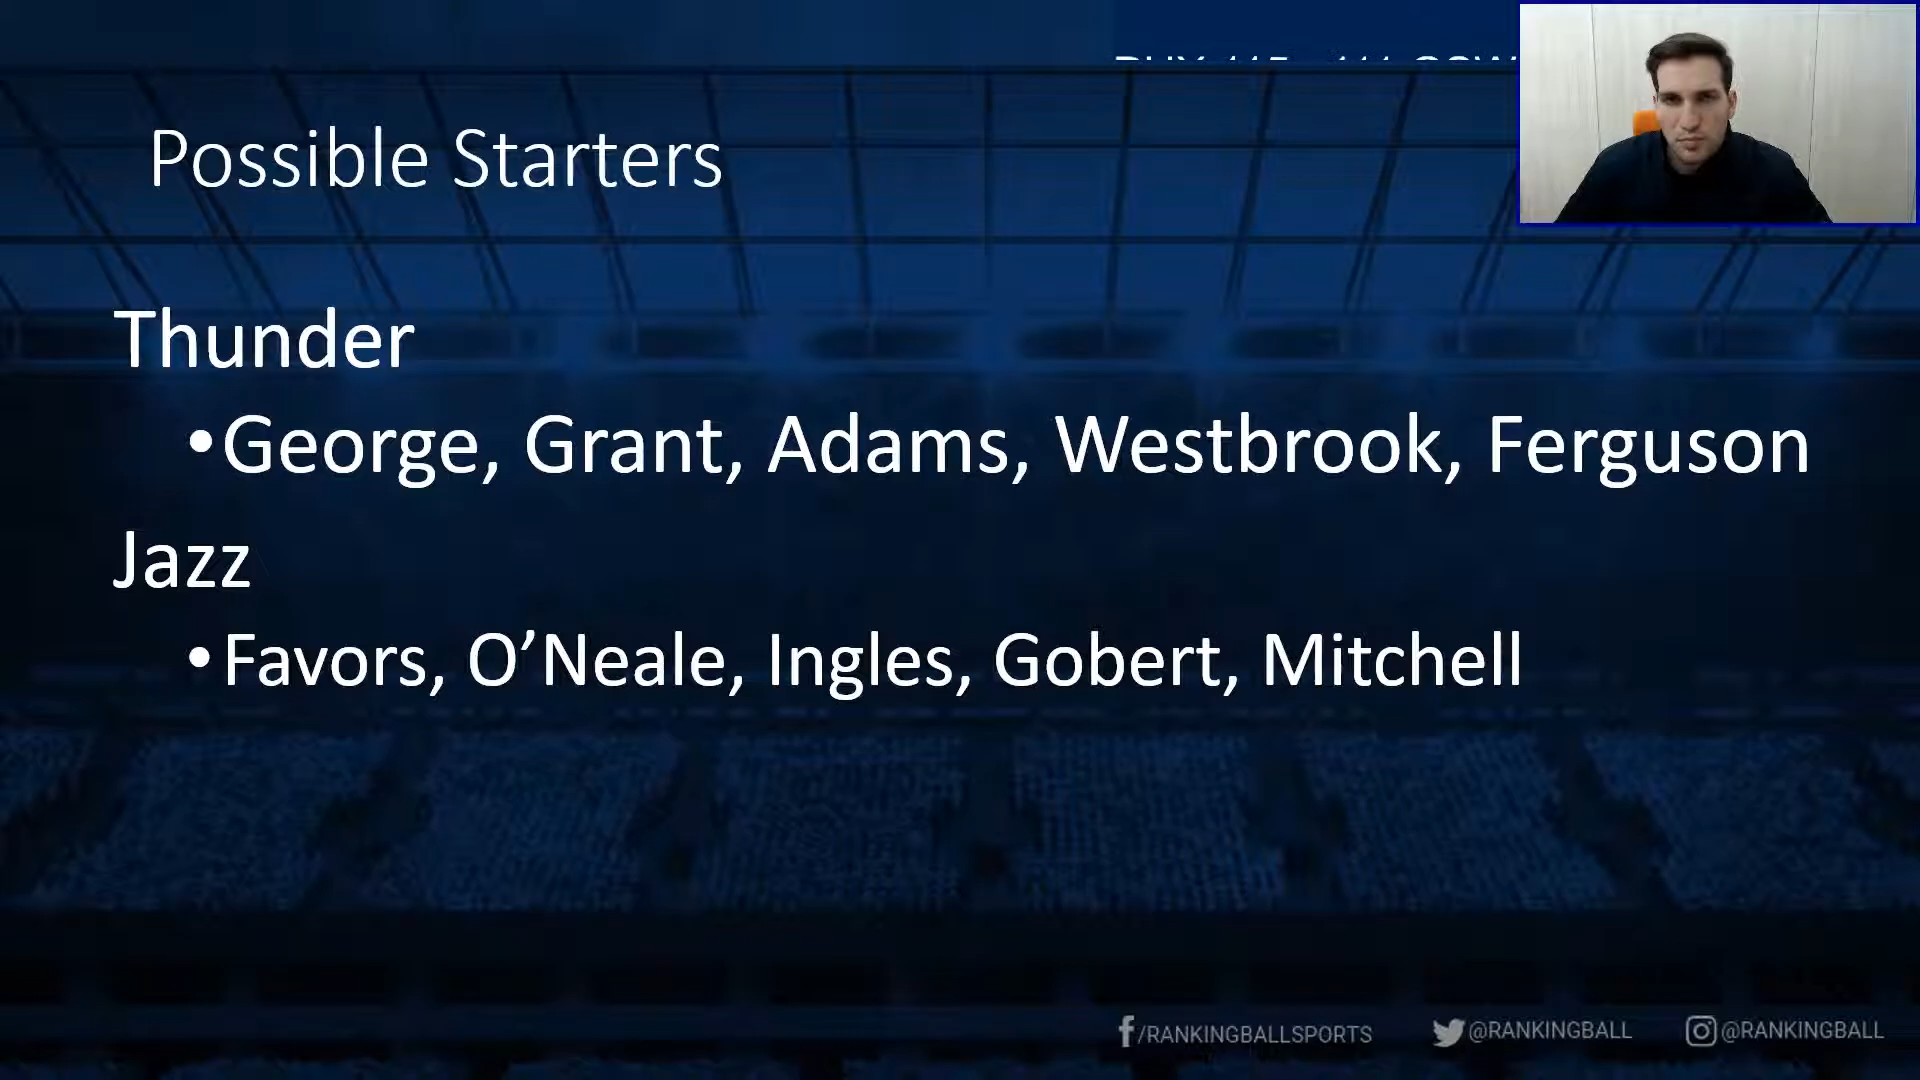 Possible Starters
Thunder
•George, Grant, Adams, Westbrook, Ferguson
Jazz
•Favors, O’Neale, Ingles, Gobert, Mitchell
/RANKINGBALLSPORTS
@RANKINGBALL
@RANKINGBALL